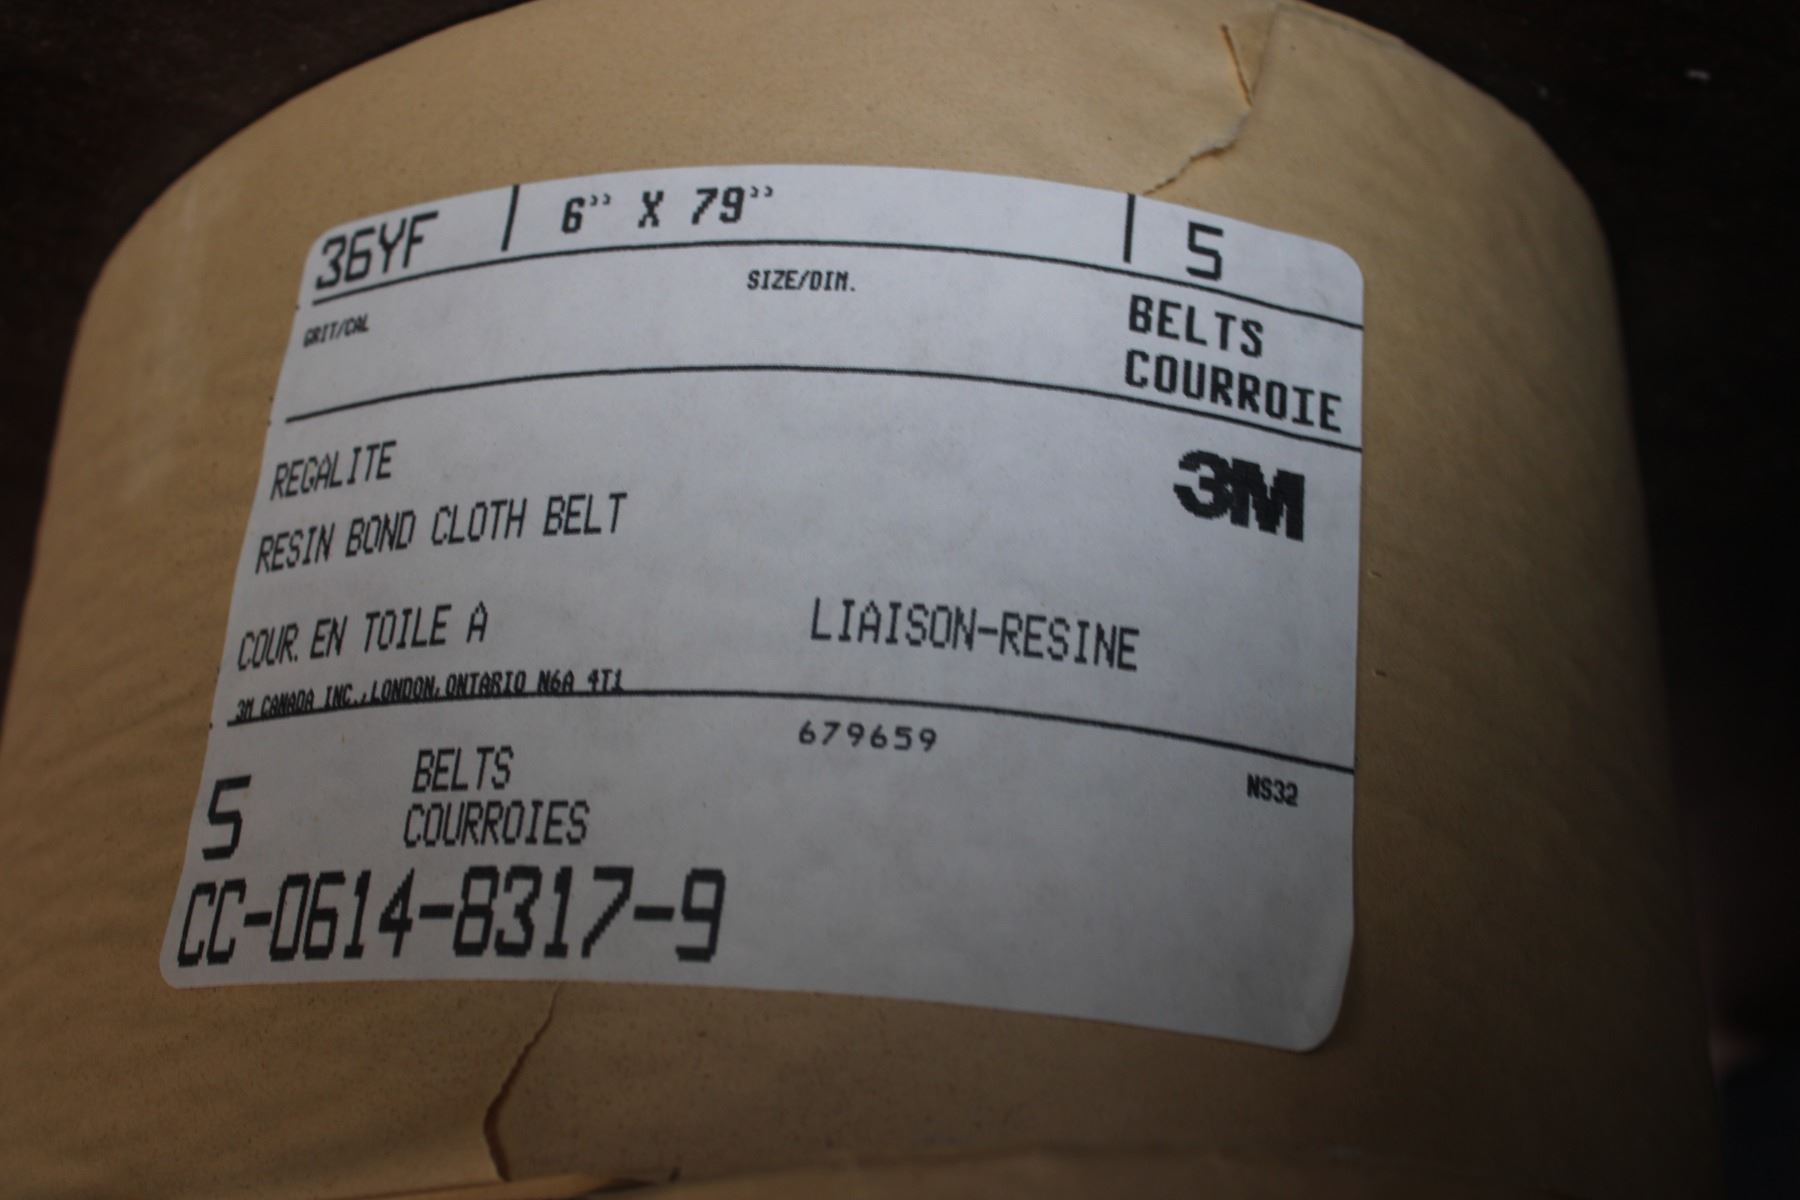 36YF 6" X 79" 5
GRIT/CAL SIZE/DIM. BELTS
COURROIE
REGALITE 3M
RESIN BOND CLOTH BELT
COUR. EN TOILE A LIAISON-RESINE
3M CANADA INC., LONDON, ONTARIO N6A 4T1
679659
5 BELTS NS32
COURROIES
CC-0614-8317-9